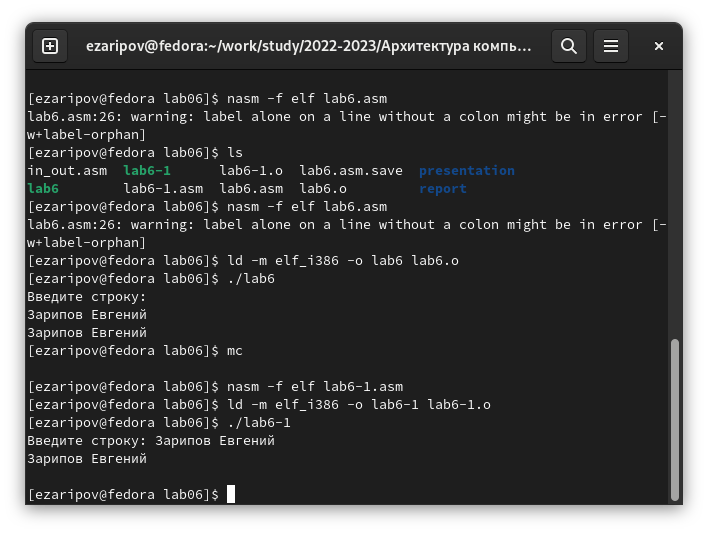 ezaripov@fedora:~/work/study/2022-2023/Архитектура компь...
[ezaripov@fedora lab06]$ nasm -f elf lab6.asm
lab6.asm:26: warning: label alone on a line without a colon might be in error [-
w+label-orphan]
[ezaripov@fedora lab06]$ ls
in_out.asm  lab6-1      lab6-1.o  lab6.asm.save  presentation
lab6        lab6-1.asm  lab6.asm  lab6.o         report
[ezaripov@fedora lab06]$ nasm -f elf lab6.asm
lab6.asm:26: warning: label alone on a line without a colon might be in error [-
w+label-orphan]
[ezaripov@fedora lab06]$ ld -m elf_i386 -o lab6 lab6.o
[ezaripov@fedora lab06]$ ./lab6
Введите строку:
Зарипов Евгений
Зарипов Евгений
[ezaripov@fedora lab06]$ mc
[ezaripov@fedora lab06]$ nasm -f elf lab6-1.asm
[ezaripov@fedora lab06]$ ld -m elf_i386 -o lab6-1 lab6-1.o
[ezaripov@fedora lab06]$ ./lab6-1
Введите строку: Зарипов Евгений
Зарипов Евгений
[ezaripov@fedora lab06]$